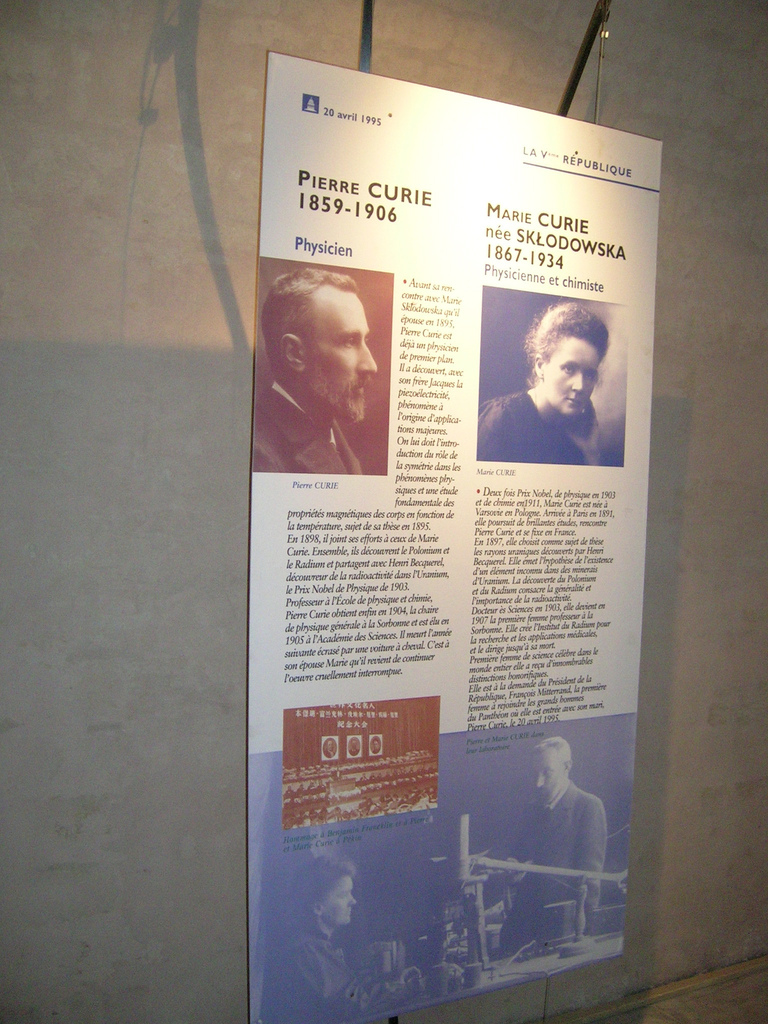 20 avril 1995
LA Vème RÉPUBLIQUE
PIERRE CURIE
1859-1906
Physicien
• Avant sa ren-
contre avec Marie
Skłodowska qu'il
épouse en 1895,
Pierre Curie est
déjà un physicien
de premier plan.
Il a découvert, avec
son frère Jacques la
piezoélectricité,
phénomène à
l'origine d'applica-
tions majeures.
On lui doit l'intro-
duction du rôle de
la symétrie dans les
phénomènes phy-
siques et une étude
fondamentale des
propriétés magnétiques des corps en fonction de
la température, sujet de sa thèse en 1895.
En 1898, il joint ses efforts à ceux de Marie
Curie. Ensemble, ils découvrent le Polonium et
le Radium et partagent avec Henri Becquerel,
découvreur de la radioactivité dans l'Uranium,
le Prix Nobel de Physique de 1903.
Professeur à l'École de physique et chimie,
Pierre Curie obtient enfin en 1904, la chaire
de physique générale à la Sorbonne et est élu en
1905 à l'Académie des Sciences. Il meurt l'année
suivante écrasé par une voiture à cheval. C'est à
son épouse Marie qu'il revient de continuer
l'oeuvre cruellement interrompue.
Pierre CURIE
紀念大会
Hommage à Benjamin Franklin et à Pierre
et Marie Curie à Pékin
MARIE CURIE
née SKŁODOWSKA
1867-1934
Physicienne et chimiste
Marie CURIE
• Deux fois Prix Nobel, de physique en 1903
et de chimie en1911, Marie Curie est née à
Varsovie en Pologne. Arrivée à Paris en 1891,
elle poursuit de brillantes études, rencontre
Pierre Curie et se fixe en France.
En 1897, elle choisit comme sujet de thèse
les rayons uraniques découverts par Henri
Becquerel. Elle émet l'hypothèse de l'existence
d'un élément inconnu dans des minerais
d'Uranium. La découverte du Polonium
et du Radium consacre la généralité et
l'importance de la radioactivité.
Docteur ès Sciences en 1903, elle devient en
1907 la première femme professeur à la
Sorbonne. Elle crée l'Institut du Radium pour
la recherche et les applications médicales,
et le dirige jusqu'à sa mort.
Première femme de science célèbre dans le
monde entier elle a reçu d'innombrables
distinctions honorifiques.
Elle est à la demande du Président de la
République, François Mitterrand, la première
femme à rejoindre les grands hommes
du Panthéon où elle est entrée avec son mari,
Pierre Curie, le 20 avril 1995.
Pierre et Marie CURIE dans
leur laboratoire